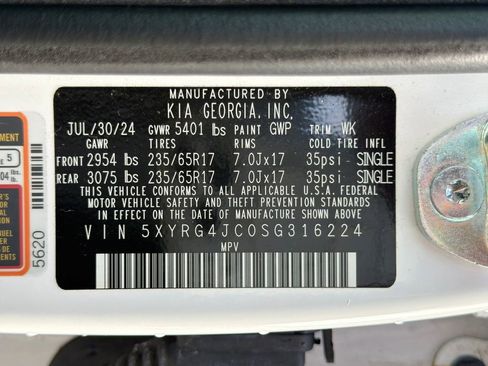 MANUFACTURED BY
KIA GEORGIA, INC,
JUL/30/24 GVWR 5401 lbs PAINT GWP TRIM WK
GAWR TIRES RIMS COLD TIRE INFL
FRONT 2954 lbs 235/65R17 7.0Jx17 35psi SINGLE
REAR 3075 lbs 235/65R17 7.0Jx17 35psi SINGLE
THIS VEHICLE CONFORMS TO ALL APPLICABLE U.S.A. FEDERAL
MOTOR VEHICLE SAFETY AND THEFT PREVENTION STANDARDS
IN EFFECT ON THE DATE OF MANUFACTURE SHOWN ABOVE
VIN 5XYRG4JC0SG316224
MPV
5
5620